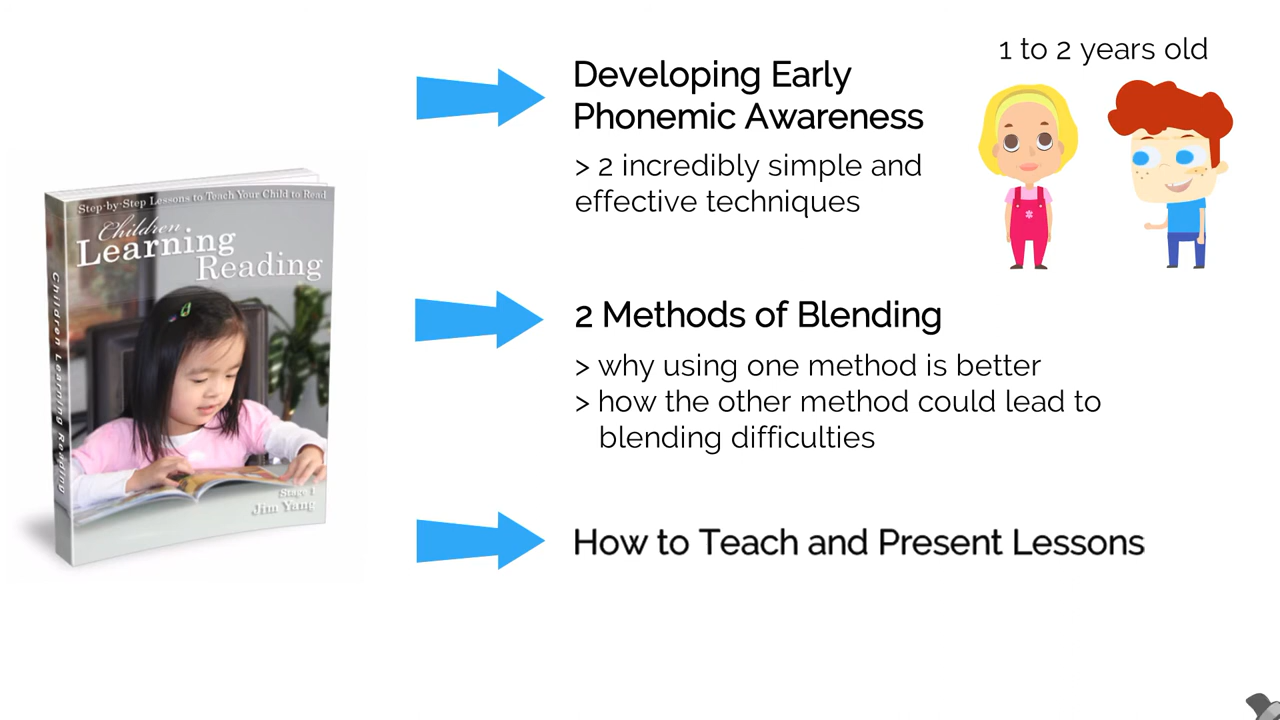 Step-by-Step Lessons to Teach Your Child to Read
Children
Learning
Reading
Children Learning Reading
Stage 1
Jim Yang
Developing Early
Phonemic Awareness
> 2 incredibly simple and
effective techniques
1 to 2 years old
2 Methods of Blending
> why using one method is better
> how the other method could lead to
blending difficulties
How to Teach and Present Lessons